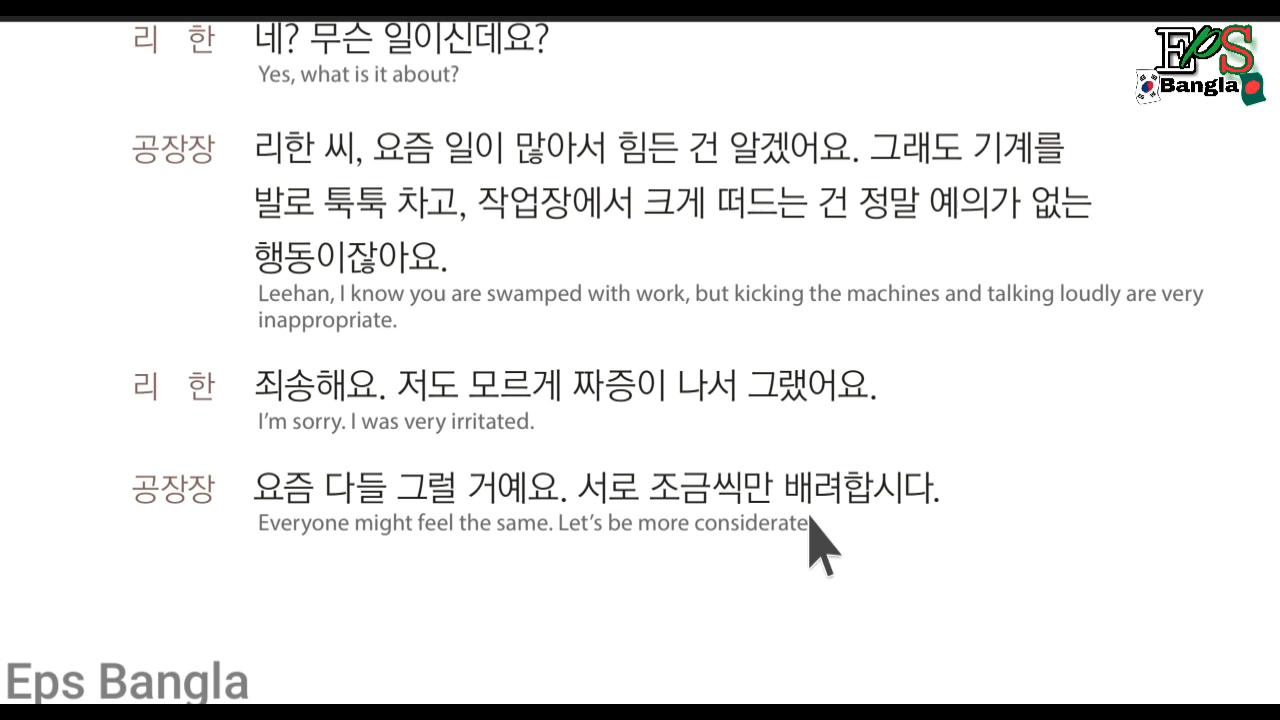 리 한 네? 무슨 일이신데요?
Yes, what is it about?
EPS
Bangla
공장장 리한 씨, 요즘 일이 많아서 힘든 건 알겠어요. 그래도 기계를
발로 툭툭 차고, 작업장에서 크게 떠드는 건 정말 예의가 없는
행동이잖아요.
Leehan, I know you are swamped with work, but kicking the machines and talking loudly are very
inappropriate.
리 한 죄송해요. 저도 모르게 짜증이 나서 그랬어요.
I’m sorry. I was very irritated.
공장장 요즘 다들 그럴 거예요. 서로 조금씩만 배려합시다.
Everyone might feel the same. Let’s be more considerate
Eps Bangla